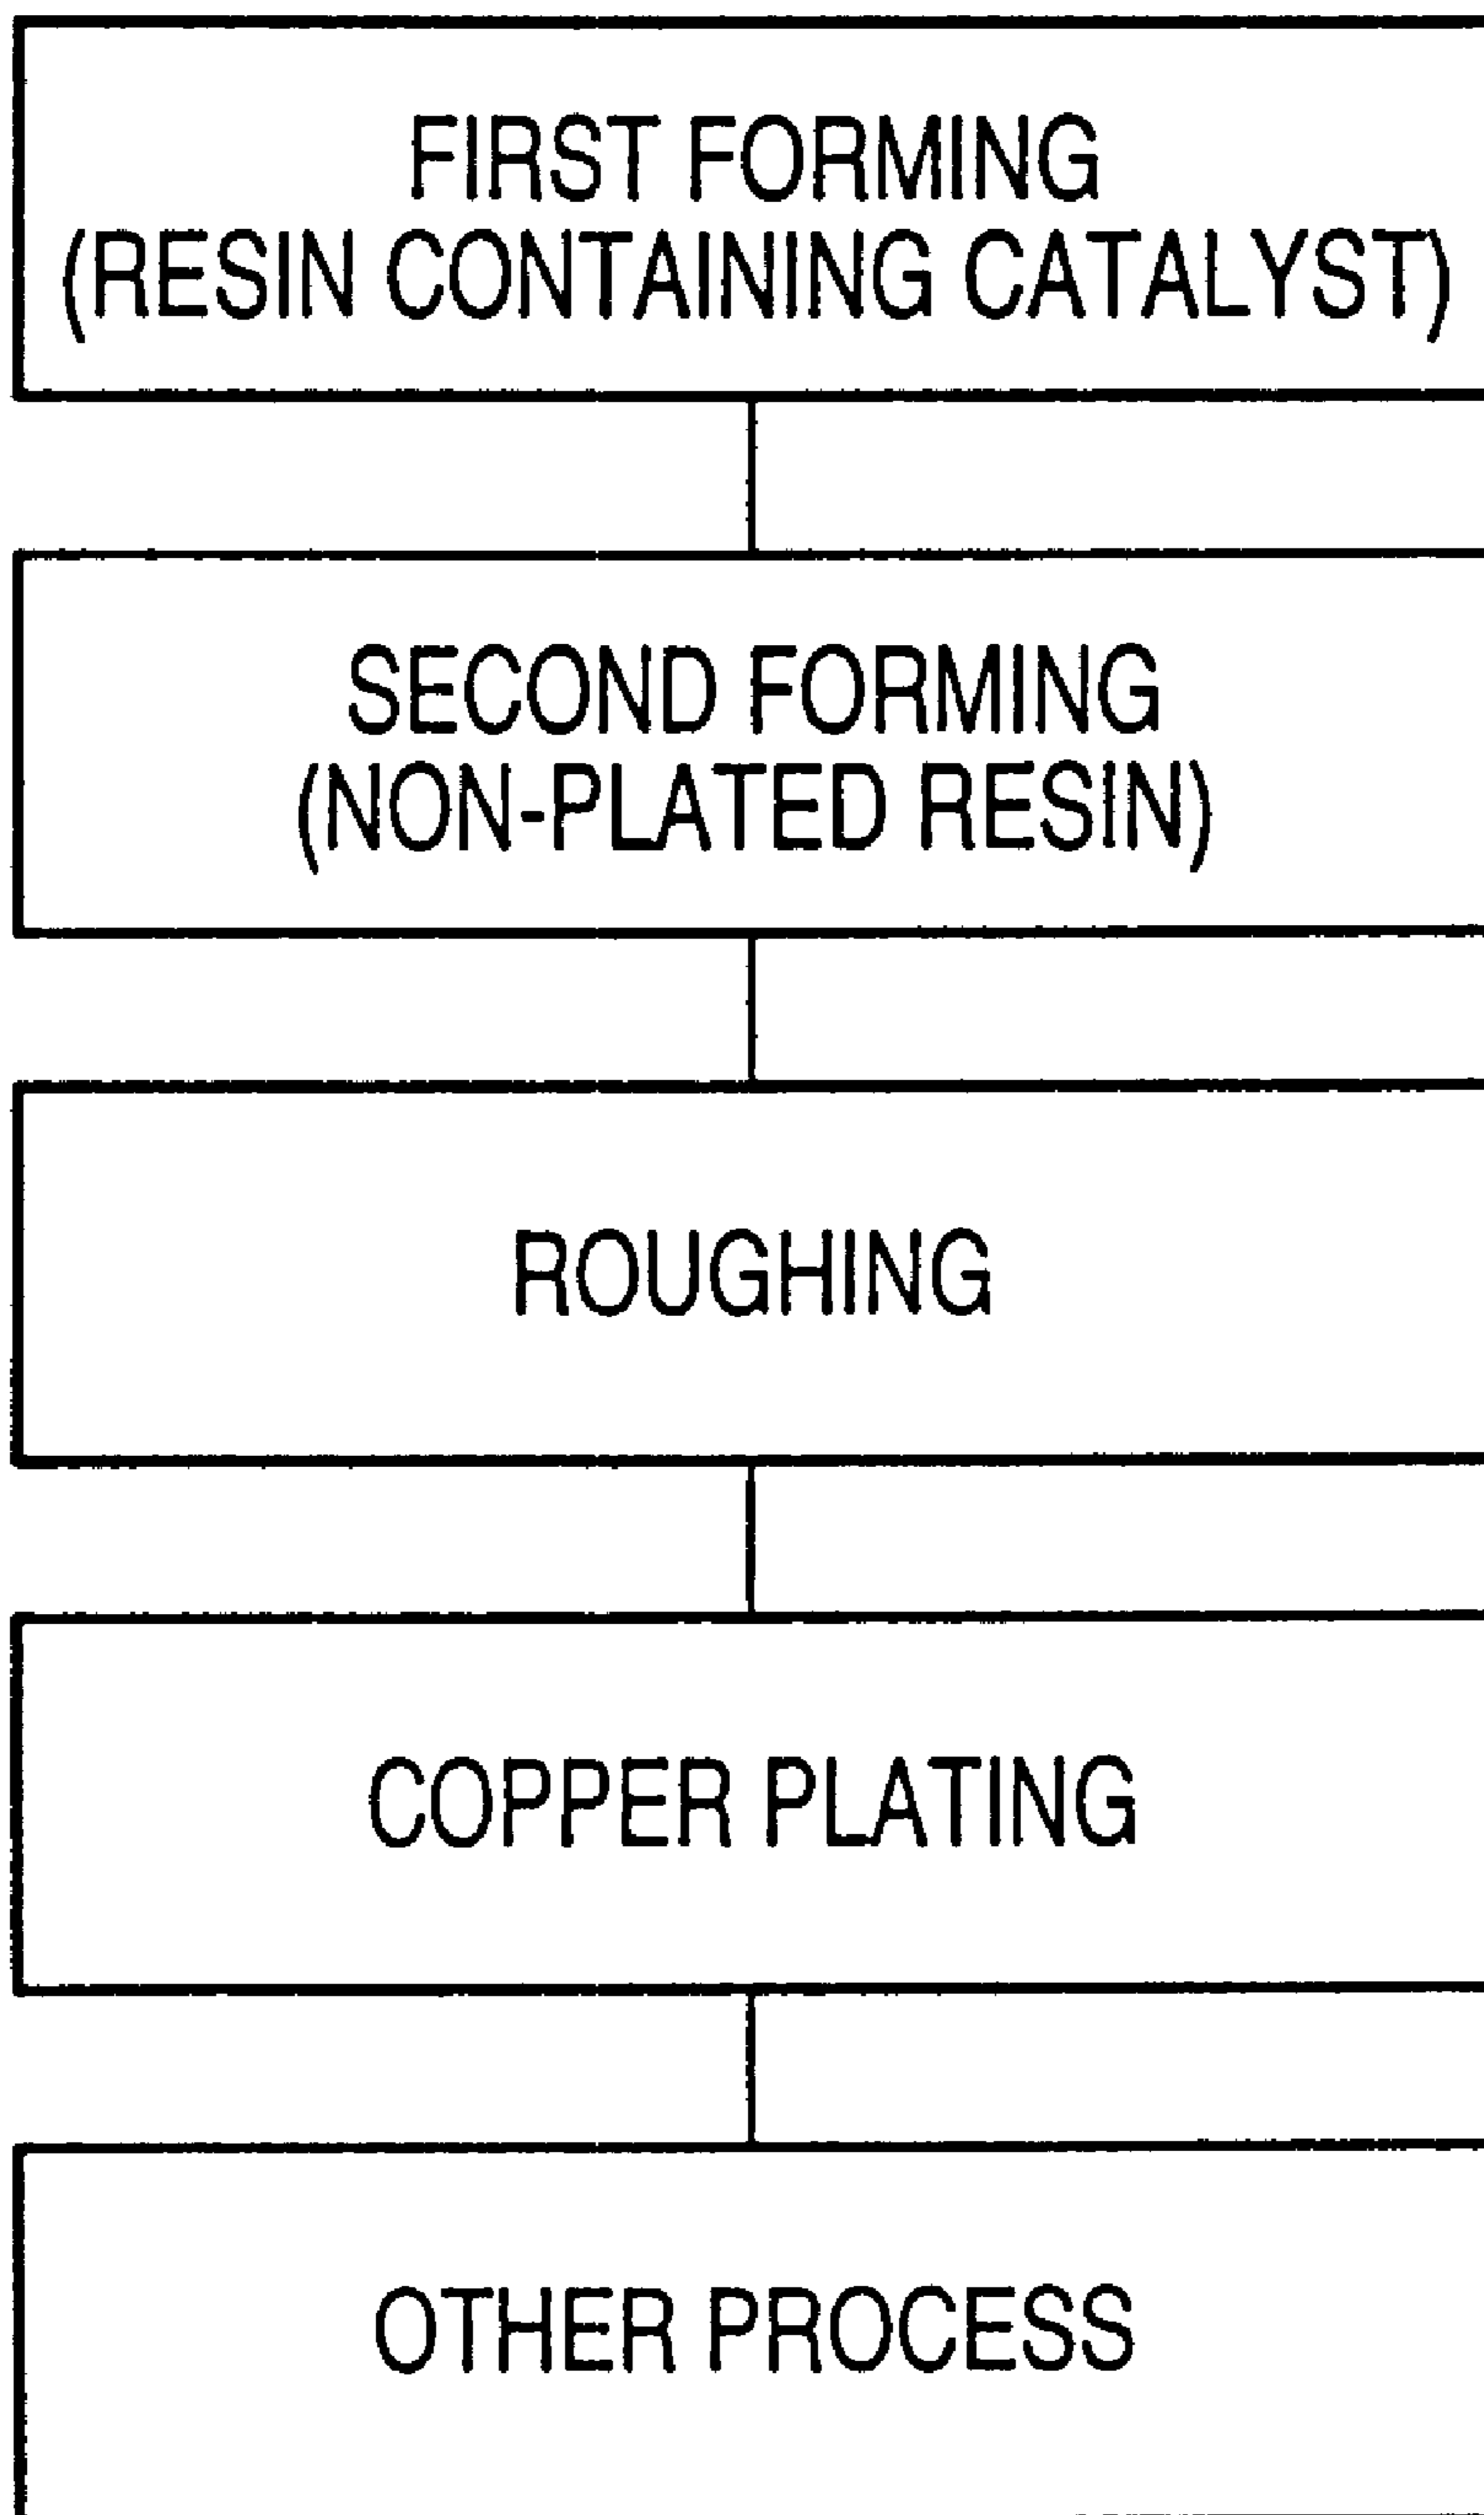 FIRST FORMING
(RESIN CONTAINING CATALYST)
SECOND FORMING
(NON-PLATED RESIN)
ROUGHING
COPPER PLATING
OTHER PROCESS